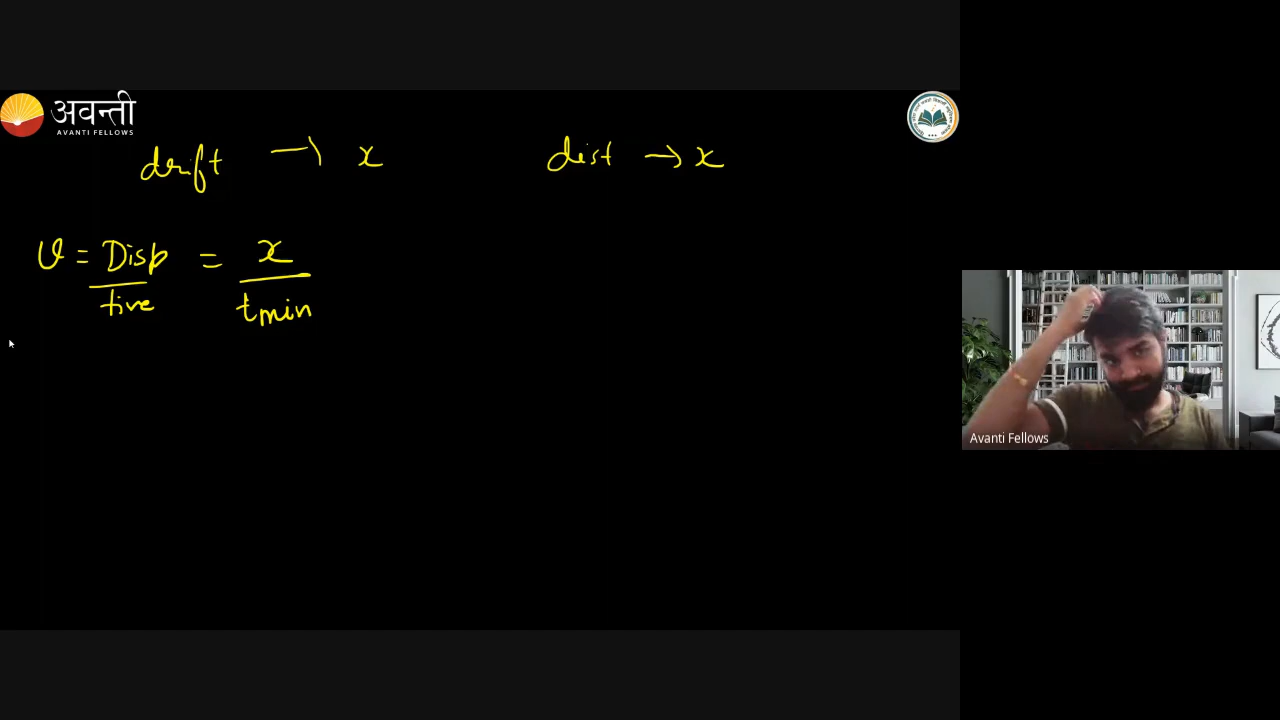 अवन्ती
AVANTI FELLOWS
drift → x
dist → x
v = Disp/time = x/tmin
Avanti Fellows